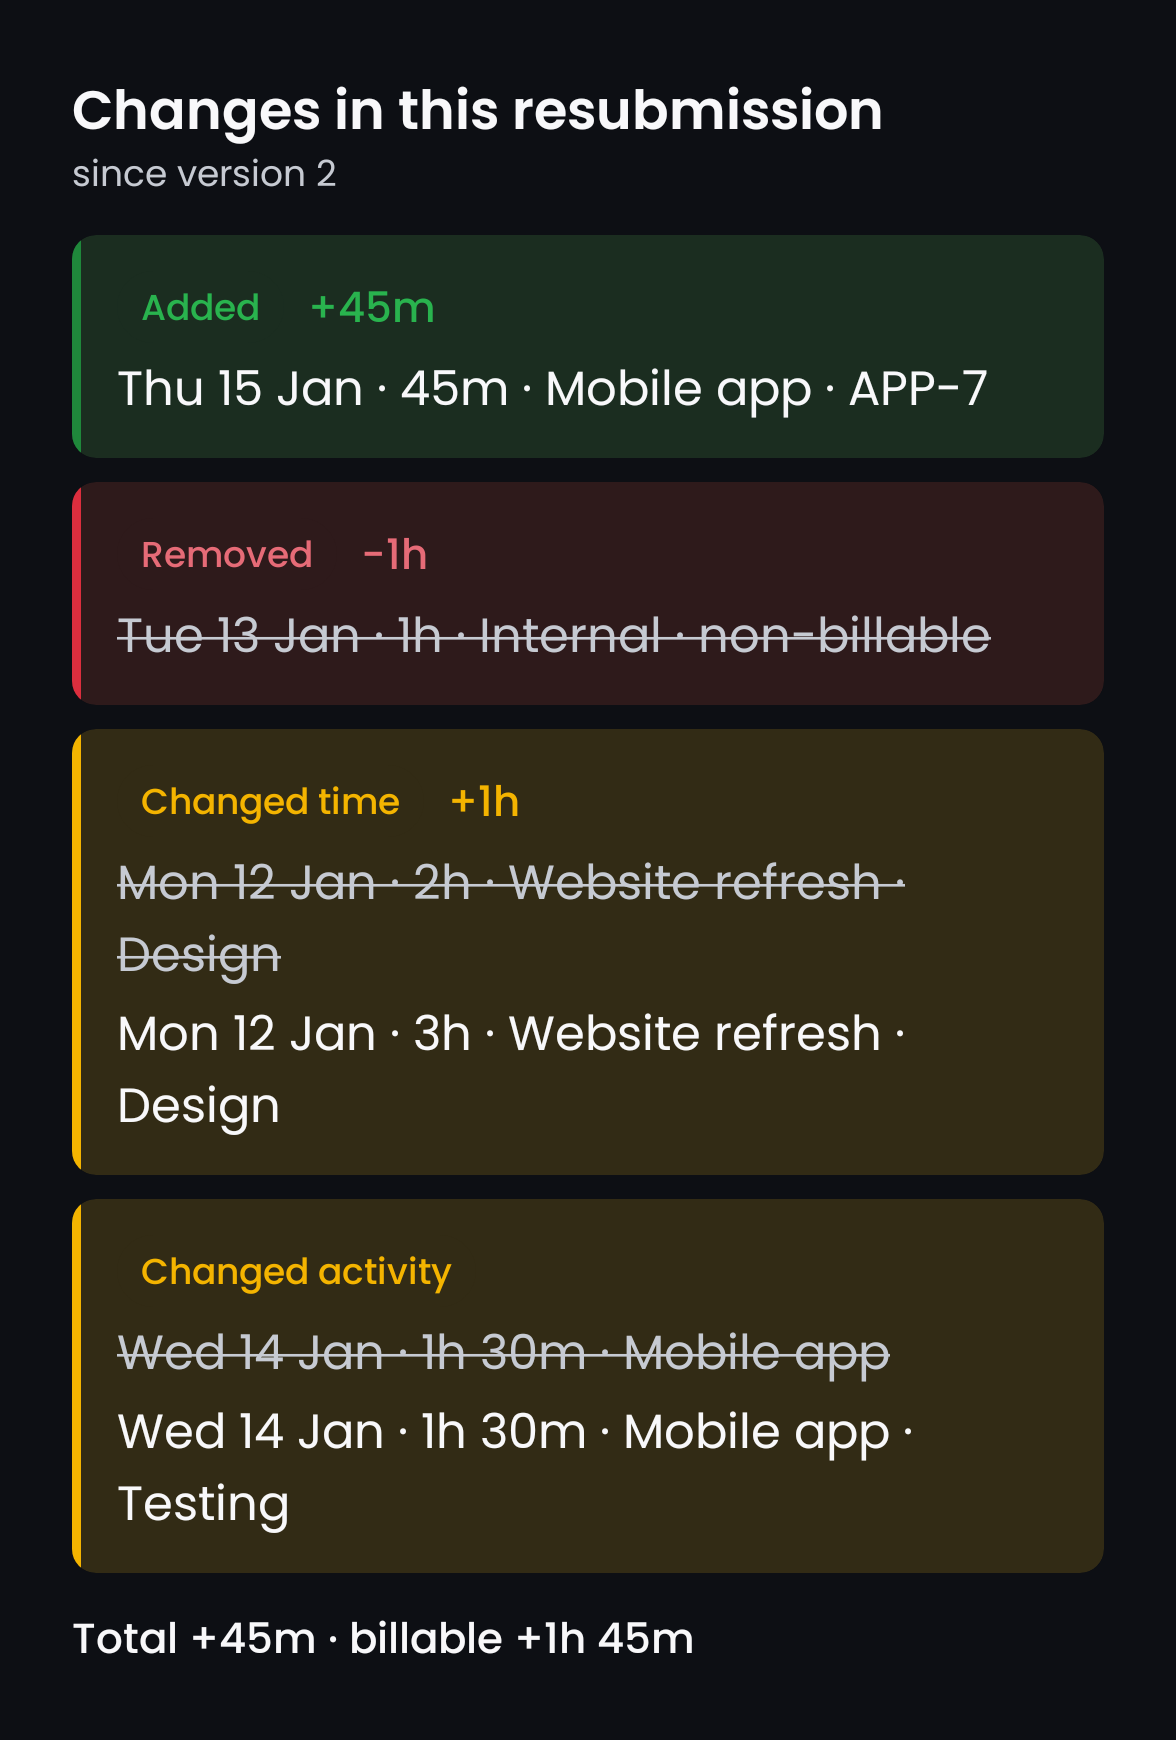 Changes in this resubmission
since version 2
Added +45m
Thu 15 Jan · 45m · Mobile app · APP-7
Removed -1h
Tue 13 Jan · 1h · Internal · non-billable
Changed time +1h
Mon 12 Jan · 2h · Website refresh ·
Design
Mon 12 Jan · 3h · Website refresh ·
Design
Changed activity
Wed 14 Jan · 1h 30m · Mobile app
Wed 14 Jan · 1h 30m · Mobile app ·
Testing
Total +45m · billable +1h 45m